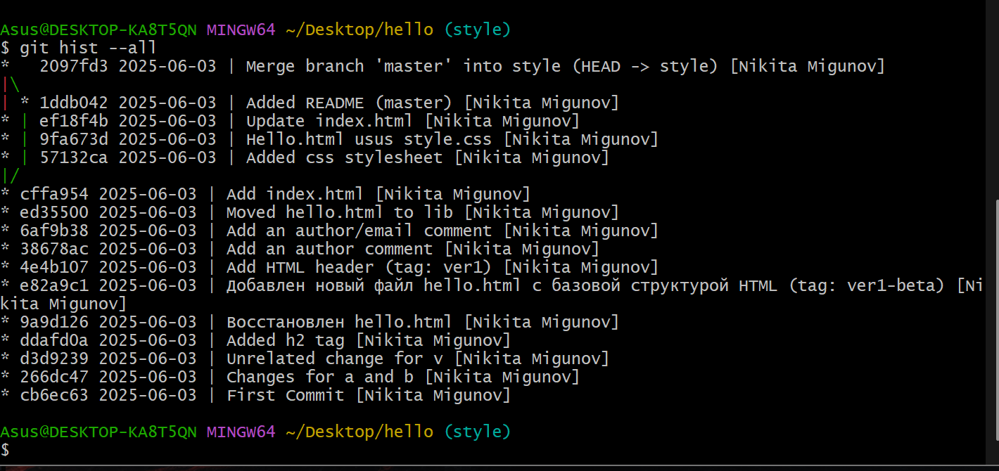 Asus@DESKTOP-KA8T5QN MINGW64 ~/Desktop/hello (style)
$ git hist --all
*   2097fd3 2025-06-03 | Merge branch 'master' into style (HEAD -> style) [Nikita Migunov]
|\
| * 1ddb042 2025-06-03 | Added README (master) [Nikita Migunov]
* | ef18f4b 2025-06-03 | Update index.html [Nikita Migunov]
* | 9fa673d 2025-06-03 | Hello.html usus style.css [Nikita Migunov]
* | 57132ca 2025-06-03 | Added css stylesheet [Nikita Migunov]
|/
* cffa954 2025-06-03 | Add index.html [Nikita Migunov]
* ed35500 2025-06-03 | Moved hello.html to lib [Nikita Migunov]
* 6af9b38 2025-06-03 | Add an author/email comment [Nikita Migunov]
* 38678ac 2025-06-03 | Add an author comment [Nikita Migunov]
* 4e4b107 2025-06-03 | Add HTML header (tag: ver1) [Nikita Migunov]
* e82a9c1 2025-06-03 | Добавлен новый файл hello.html с базовой структурой HTML (tag: ver1-beta) [Ni
kita Migunov]
* 9a9d126 2025-06-03 | Восстановлен hello.html [Nikita Migunov]
* ddafd0a 2025-06-03 | Added h2 tag [Nikita Migunov]
* d3d9239 2025-06-03 | Unrelated change for v [Nikita Migunov]
* 266dc47 2025-06-03 | Changes for a and b [Nikita Migunov]
* cb6ec63 2025-06-03 | First Commit [Nikita Migunov]
Asus@DESKTOP-KA8T5QN MINGW64 ~/Desktop/hello (style)
$